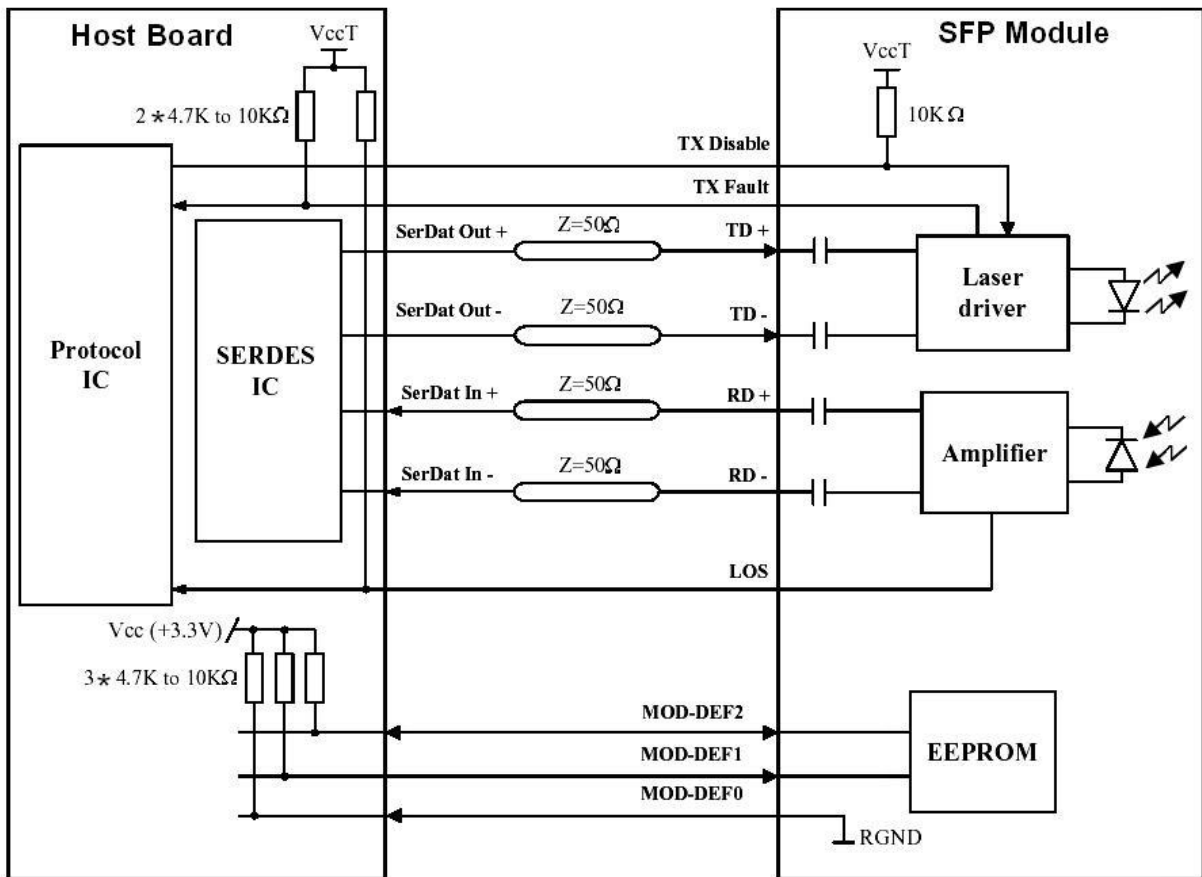 Host Board
SFP Module
VccT
VccT
2*4.7K to 10KΩ
10KΩ
TX Disable
TX Fault
SerDat Out +
Z=50Ω
TD +
Laser
driver
SerDat Out -
Z=50Ω
TD -
Protocol
IC
SERDES
IC
SerDat In +
Z=50Ω
RD +
Amplifier
SerDat In -
Z=50Ω
RD -
LOS
Vcc (+3.3V)
3*4.7K to 10KΩ
MOD-DEF2
MOD-DEF1
EEPROM
MOD-DEF0
RGND